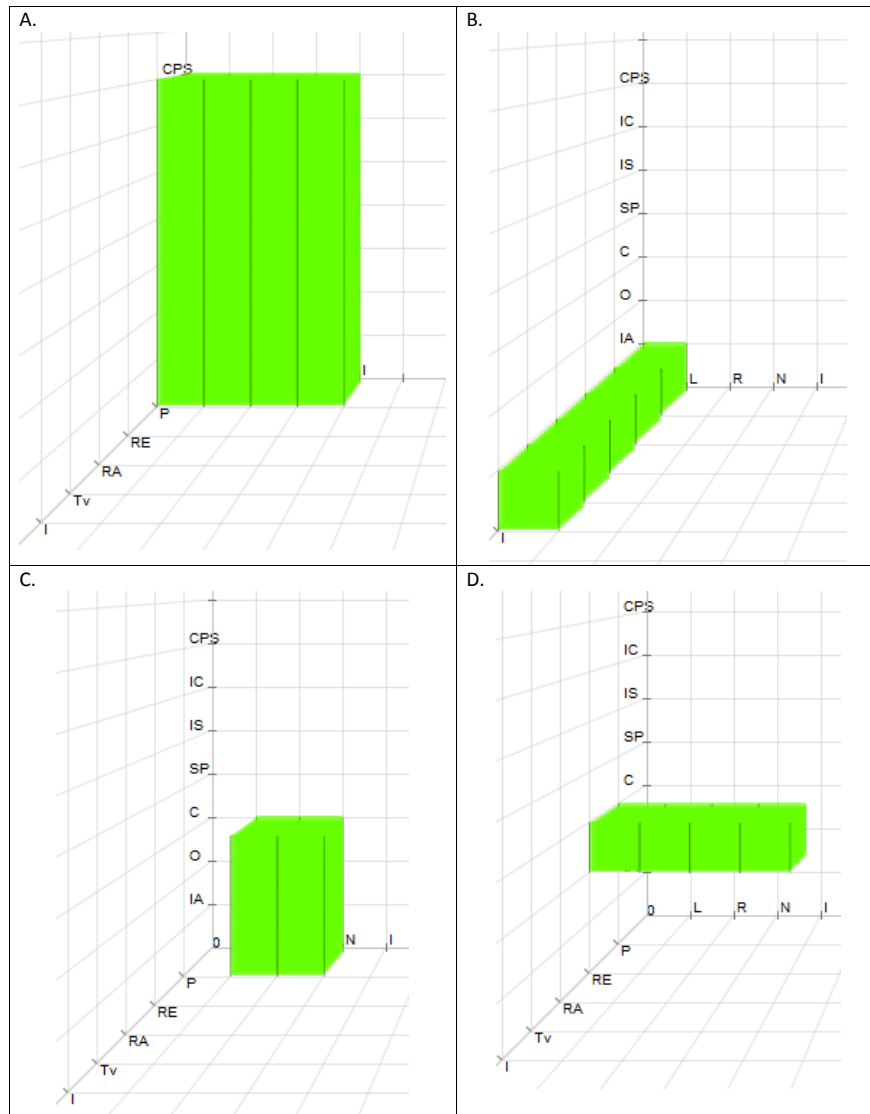 A.
CPS
I
P
RE
RA
Tv
I
B.
CPS
IC
IS
SP
C
O
IA
L R N I
I
C.
CPS
IC
IS
SP
C
O
IA
0 N I
P
RE
RA
Tv
I
D.
CPS
IC
IS
SP
C
0 L R N I
P
RE
RA
Tv
I